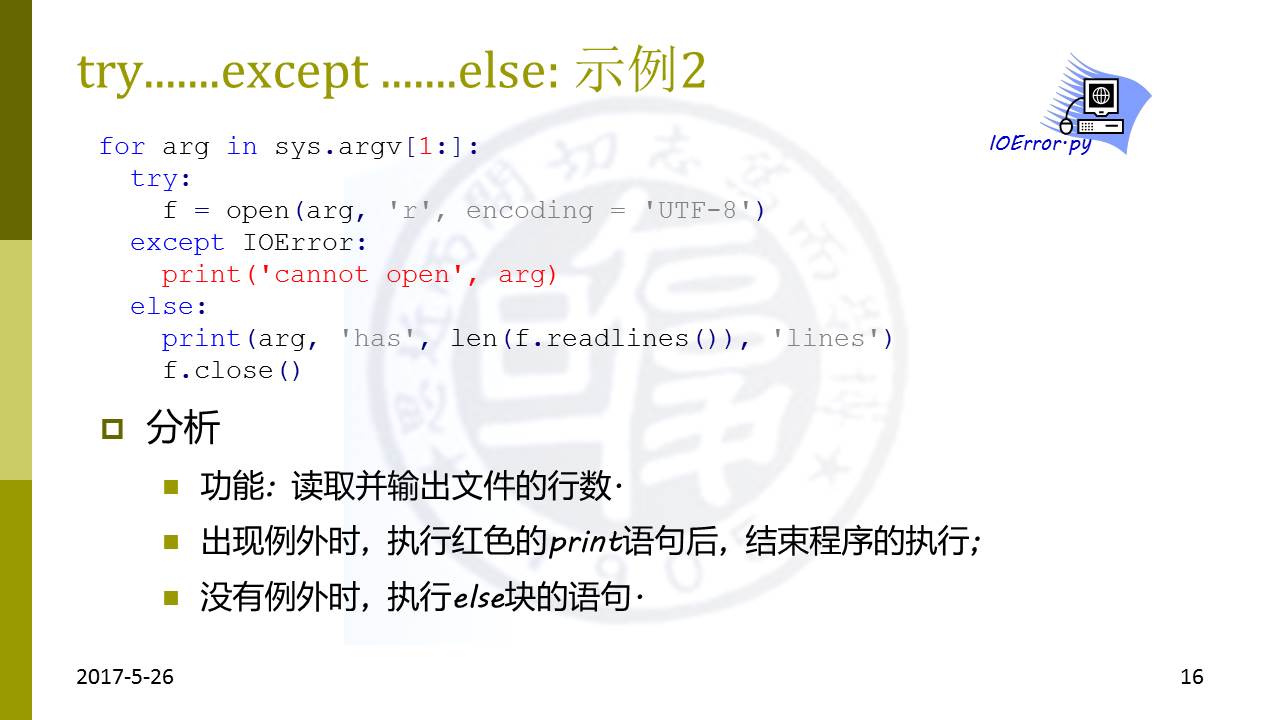 try.......except .......else: 示例2
IOError.py
for arg in sys.argv[1:]:
  try:
    f = open(arg, 'r', encoding = 'UTF-8')
  except IOError:
    print('cannot open', arg)
  else:
    print(arg, 'has', len(f.readlines()), 'lines')
    f.close()
分析
功能：读取并输出文件的行数.
出现例外时，执行红色的print语句后，结束程序的执行;
没有例外时，执行else块的语句.
2017-5-26
16